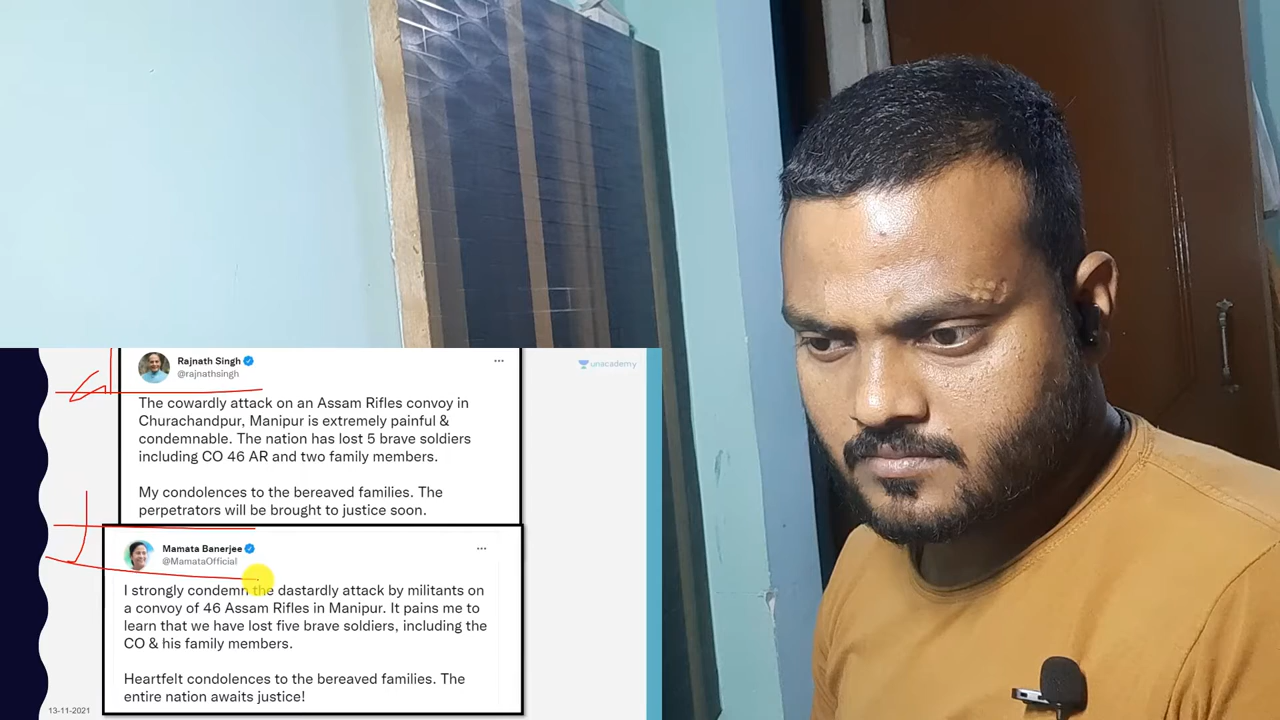 Rajnath Singh
unacademy
@rajnathsingh
The cowardly attack on an Assam Rifles convoy in
Churachandpur, Manipur is extremely painful &
condemnable. The nation has lost 5 brave soldiers
including CO 46 AR and two family members.
My condolences to the bereaved families. The
perpetrators will be brought to justice soon.
Mamata Banerjee
@MamataOfficial
I strongly condemn the dastardly attack by militants on
a convoy of 46 Assam Rifles in Manipur. It pains me to
learn that we have lost five brave soldiers, including the
CO & his family members.
Heartfelt condolences to the bereaved families. The
entire nation awaits justice!
13-11-2021